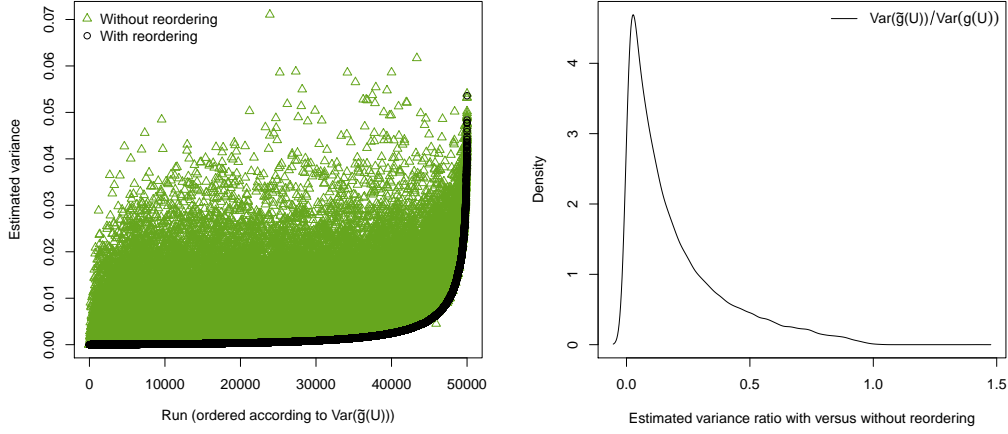 Without reordering
With reordering
Estimated variance
0.00 0.01 0.02 0.03 0.04 0.05 0.06 0.07
0 10000 20000 30000 40000 50000
Run (ordered according to Var(g̃(U)))
Var(g̃(U))/Var(g(U))
Density
0 1 2 3 4
0.0 0.5 1.0 1.5
Estimated variance ratio with versus without reordering